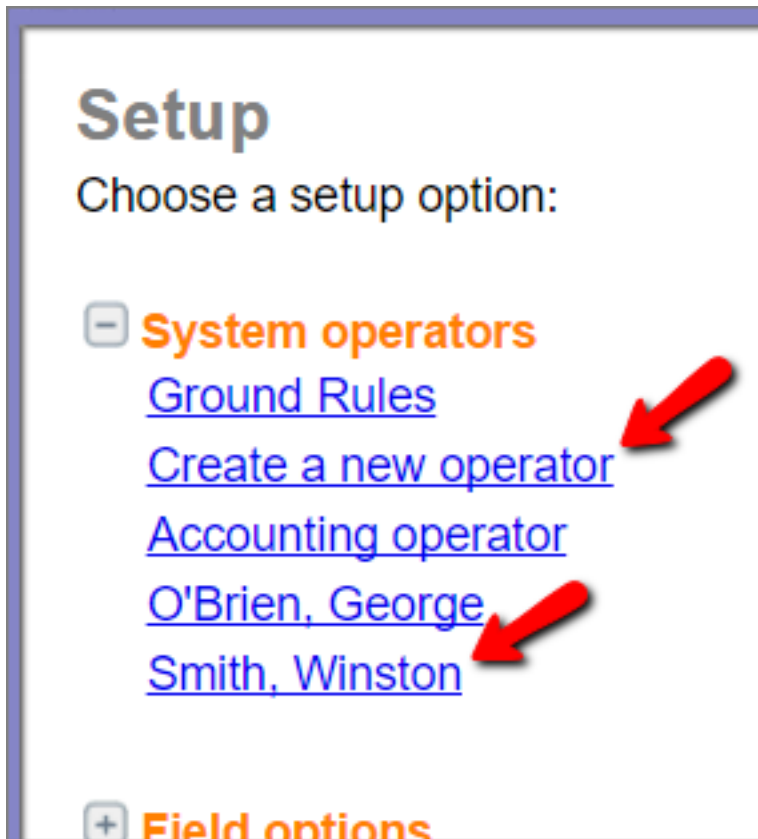 Setup
Choose a setup option:
System operators
Ground Rules
Create a new operator
Accounting operator
O'Brien, George
Smith, Winston
Field options